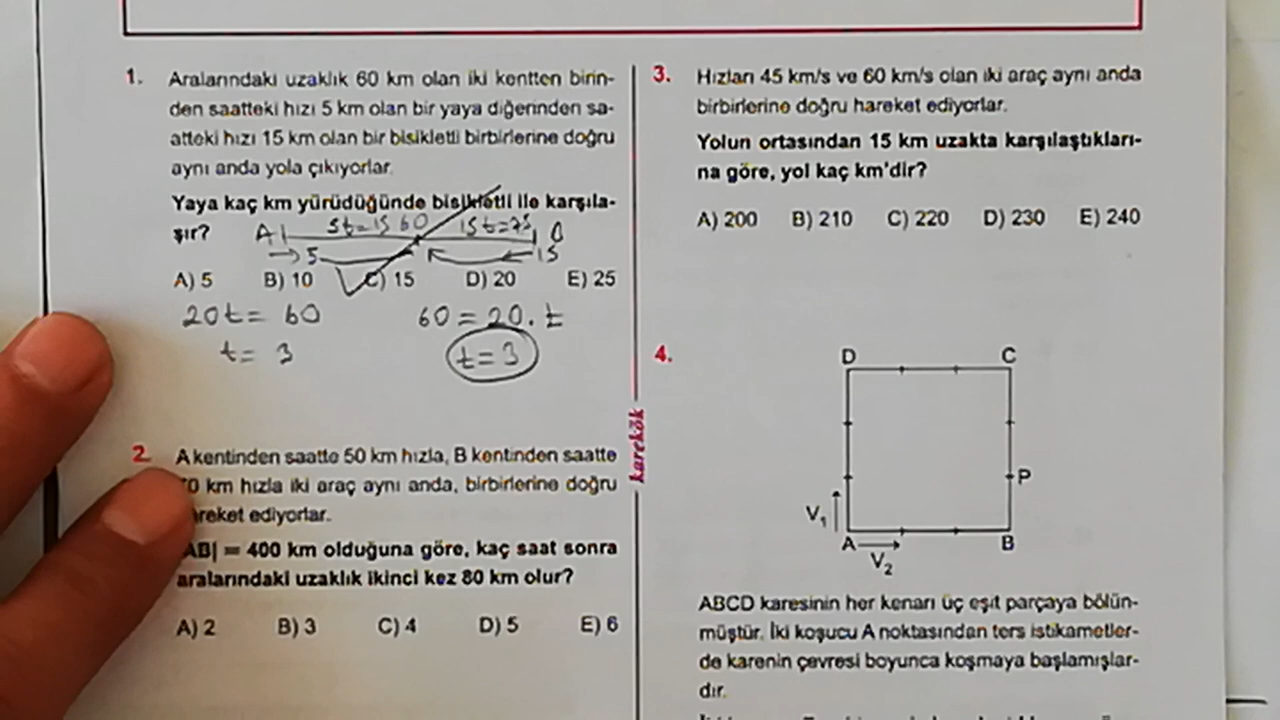 1. Aralarındaki uzaklık 60 km olan iki kentten birin-
den saatteki hızı 5 km olan bir yaya diğerinden sa-
atteki hızı 15 km olan bir bisikletli birbirlerine doğru
aynı anda yola çıkıyorlar.
Yaya kaç km yürüdüğünde bisikletli ile karşıla-
şır?
A 5t=15 60 15t=
5 15
A) 5 B) 10 C) 15 D) 20 E) 25
20t= 60 60=20.t
t= 3 t=3
2. A kentinden saatte 50 km hızla, B kentinden saatte
km hızla iki araç aynı anda, birbirlerine doğru
reket ediyorlar.
AB| = 400 km olduğuna göre, kaç saat sonra
aralarındaki uzaklık ikinci kez 80 km olur?
A) 2 B) 3 C) 4 D) 5 E) 6
karekök
3. Hızları 45 km/s ve 60 km/s olan iki araç aynı anda
birbirlerine doğru hareket ediyorlar.
Yolun ortasından 15 km uzakta karşılaştıkları-
na göre, yol kaç km'dir?
A) 200 B) 210 C) 220 D) 230 E) 240
4.
D C
P
V1
A B
V2
ABCD karesinin her kenarı üç eşit parçaya bölün-
müştür. İki koşucu A noktasından ters istikametler-
de karenin çevresi boyunca koşmaya başlamışlar-
dır.